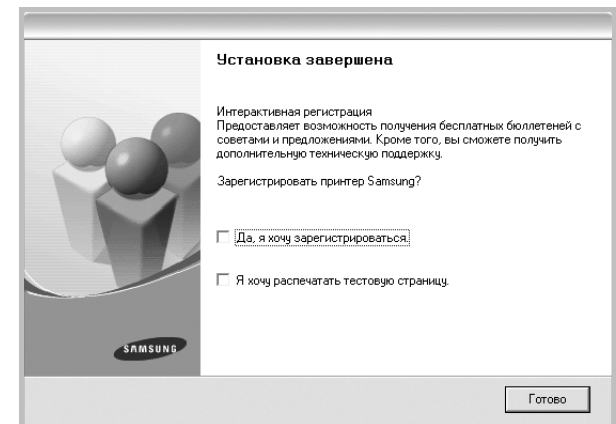 Установка завершена
Интерактивная регистрация
Предоставляет возможность получения бесплатных бюллетеней с
советами и предложениями. Кроме того, вы сможете получить
дополнительную техническую поддержку.
Зарегистрировать принтер Samsung?
Да, я хочу зарегистрироваться.
Я хочу распечатать тестовую страницу.
SAMSUNG
Готово